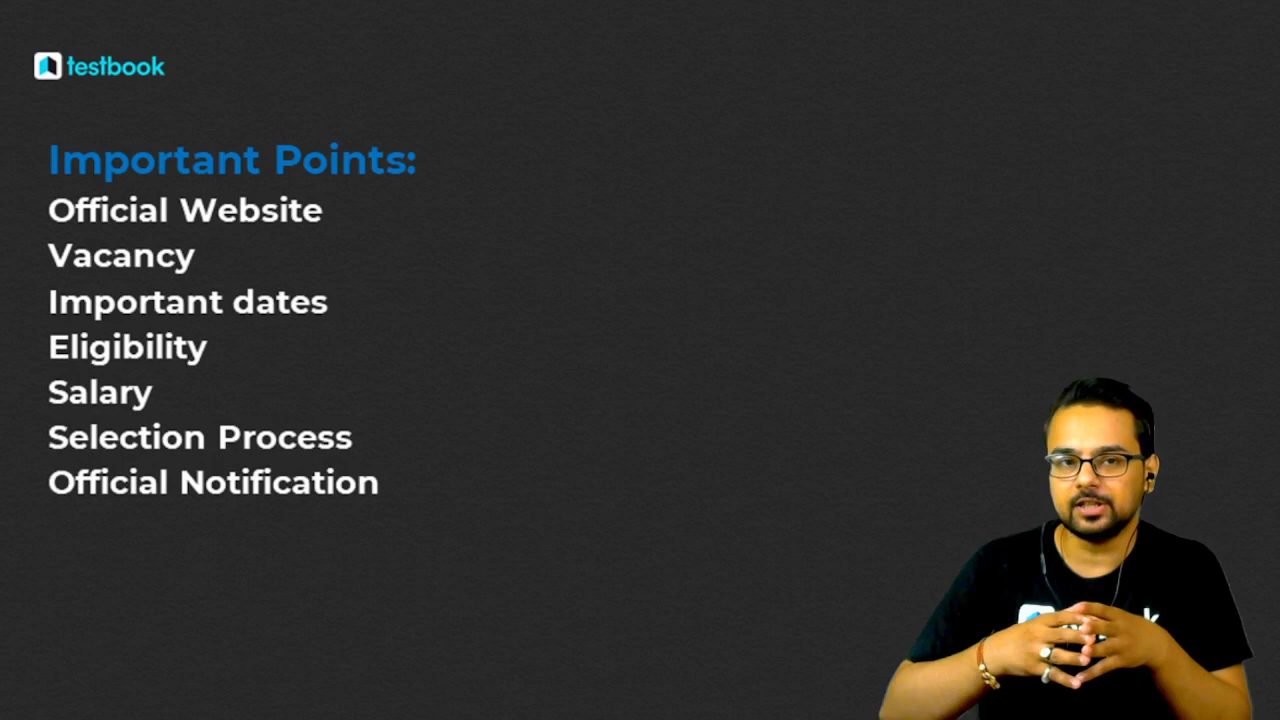 testbook
Important Points:
Official Website
Vacancy
Important dates
Eligibility
Salary
Selection Process
Official Notification